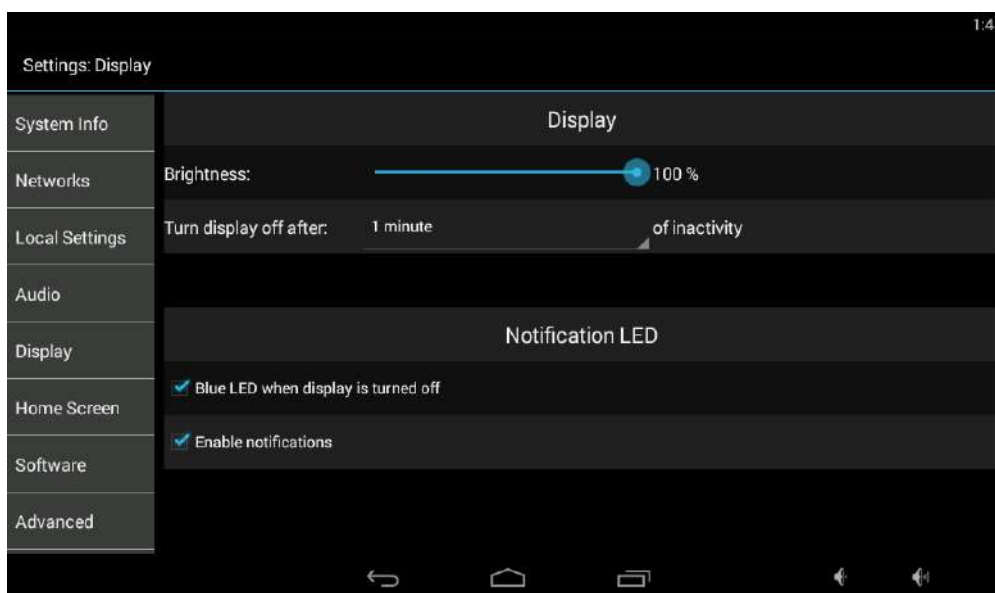 1:4
Settings: Display
System Info
Networks
Local Settings
Audio
Display
Home Screen
Software
Advanced
Display
Brightness:
100 %
Turn display off after:
1 minute
of inactivity
Notification LED
Blue LED when display is turned off
Enable notifications